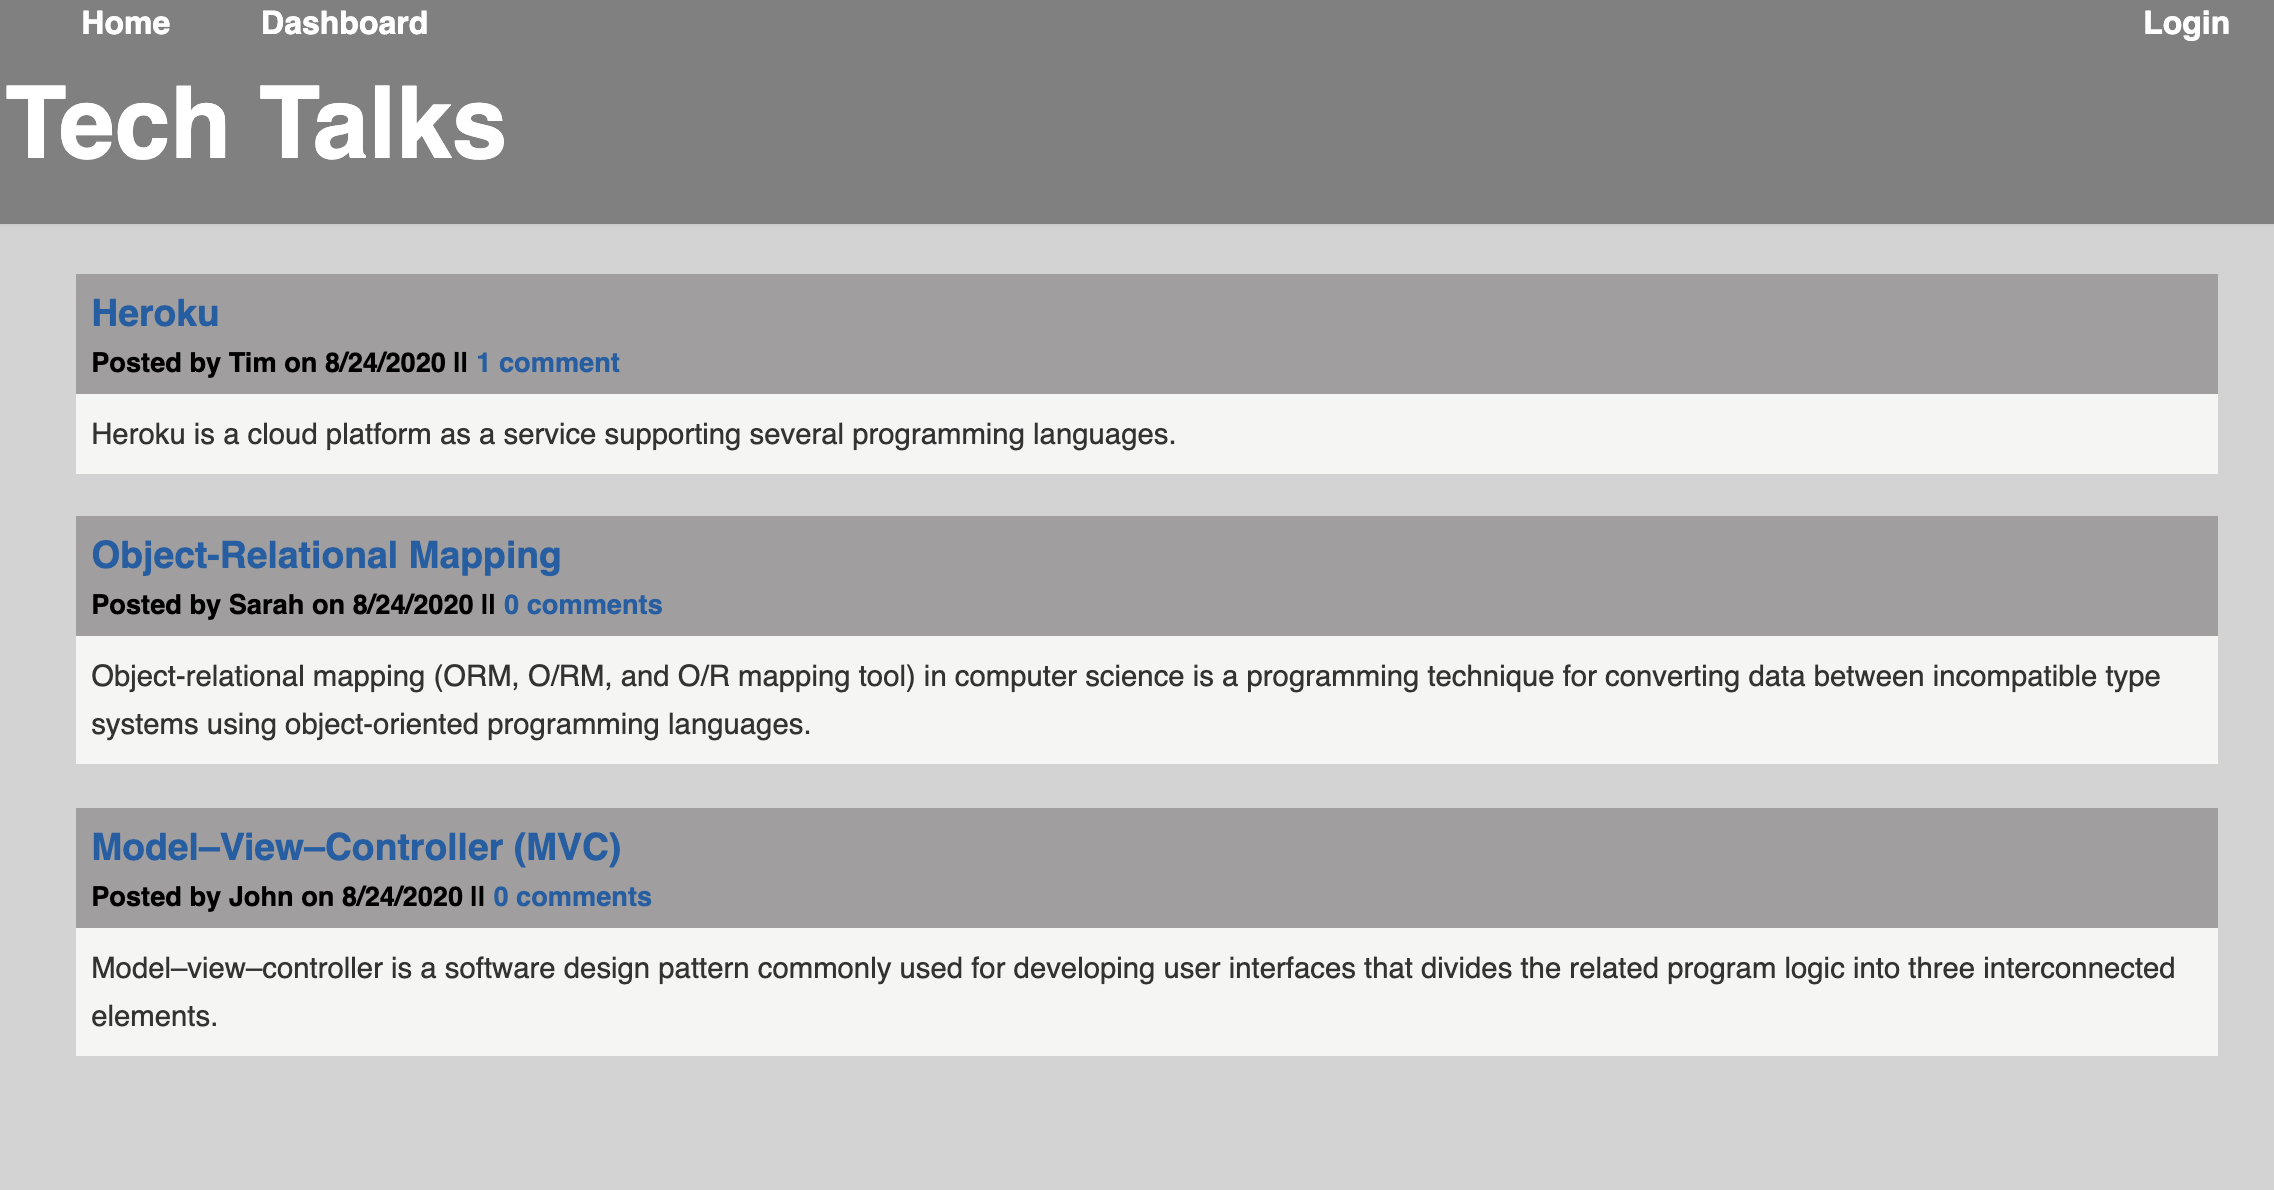 Home Dashboard Login
Tech Talks
Heroku
Posted by Tim on 8/24/2020 || 1 comment
Heroku is a cloud platform as a service supporting several programming languages.
Object-Relational Mapping
Posted by Sarah on 8/24/2020 || 0 comments
Object-relational mapping (ORM, O/RM, and O/R mapping tool) in computer science is a programming technique for converting data between incompatible type
systems using object-oriented programming languages.
Model–View–Controller (MVC)
Posted by John on 8/24/2020 || 0 comments
Model–view–controller is a software design pattern commonly used for developing user interfaces that divides the related program logic into three interconnected
elements.